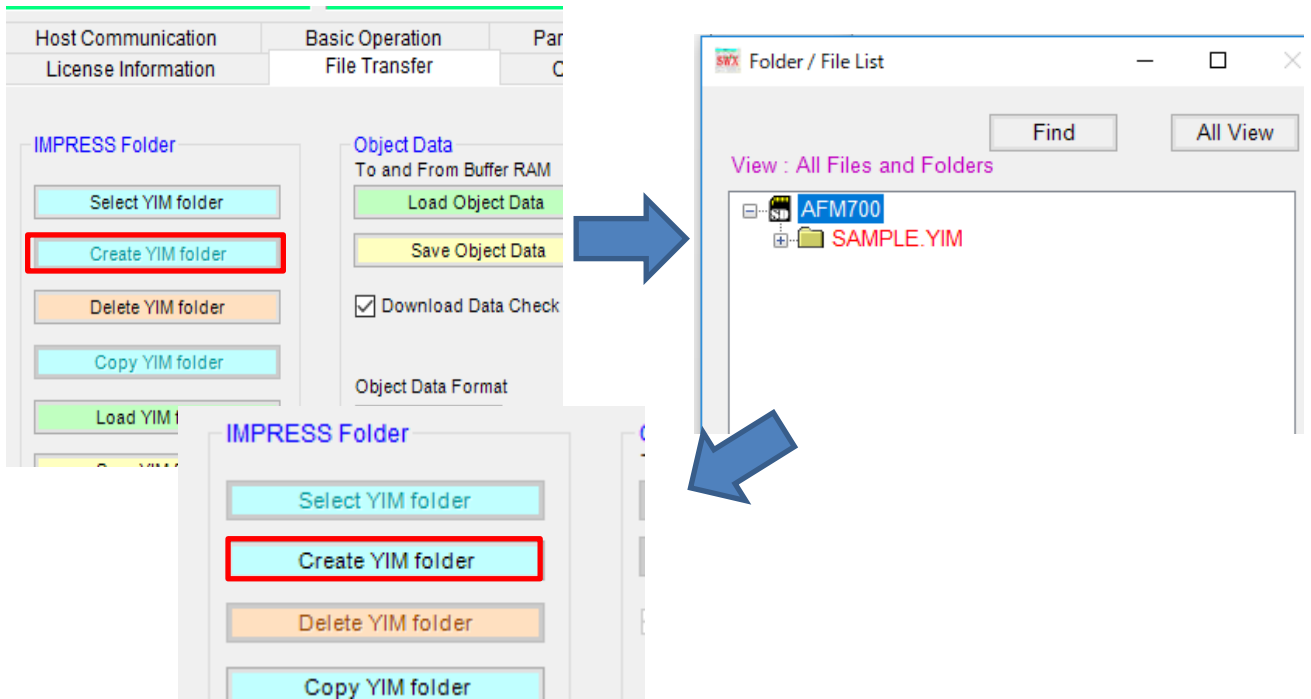 Host Communication
Basic Operation
License Information
File Transfer
IMPRESS Folder
Select YIM folder
Create YIM folder
Delete YIM folder
Copy YIM folder
Load YIM
Object Data
To and From Buffer RAM
Load Object Data
Save Object Data
Download Data Check
Object Data Format
SWX Folder / File List
Find
All View
View : All Files and Folders
AFM700
SAMPLE.YIM
IMPRESS Folder
Select YIM folder
Create YIM folder
Delete YIM folder
Copy YIM folder